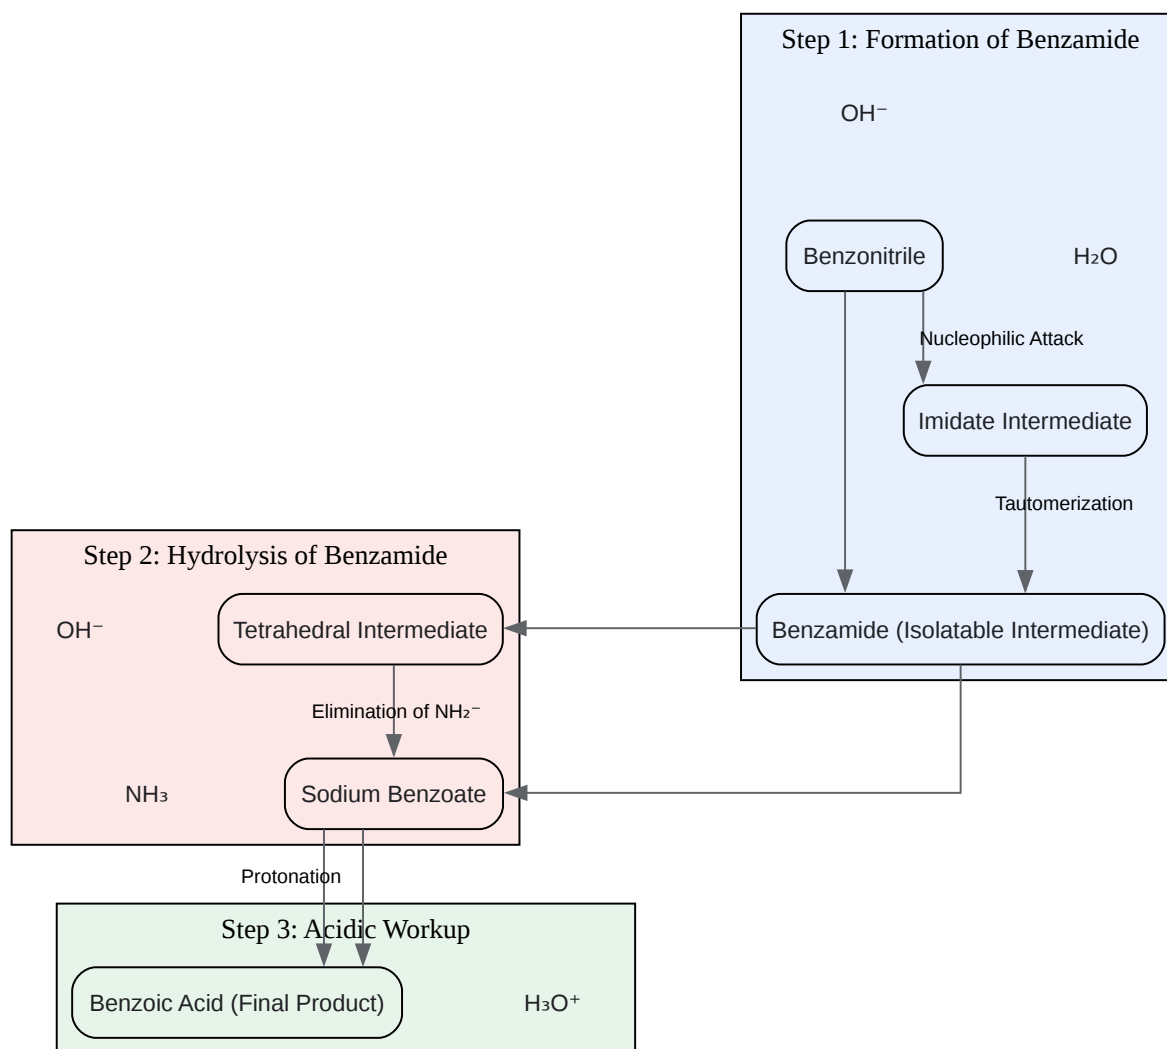 Step 1: Formation of Benzamide
OH⁻
Benzonitrile
H₂O
Nucleophilic Attack
Imidate Intermediate
Tautomerization
Benzamide (Isolatable Intermediate)
Step 2: Hydrolysis of Benzamide
OH⁻
Tetrahedral Intermediate
Elimination of NH₂⁻
NH₃
Sodium Benzoate
Protonation
Step 3: Acidic Workup
Benzoic Acid (Final Product)
H₃O⁺